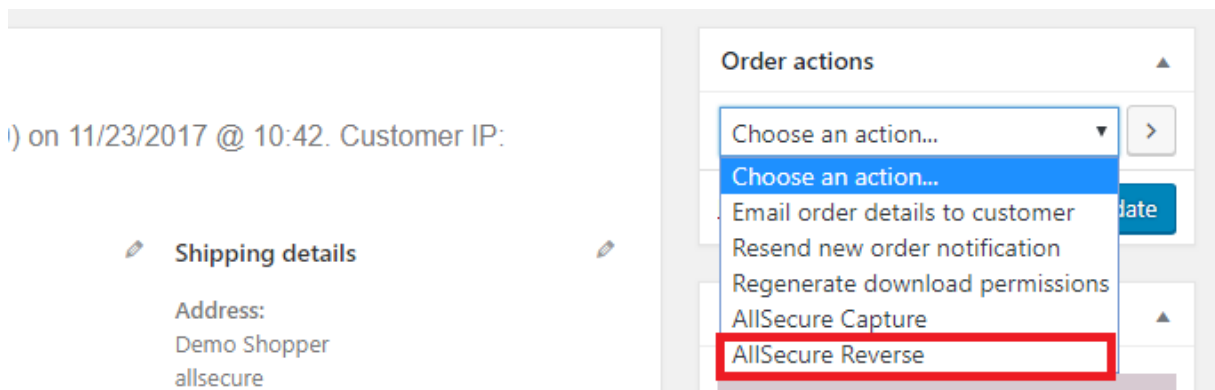 Order actions
) on 11/23/2017 @ 10:42. Customer IP:
Choose an action...
Choose an action...
Email order details to customer
Resend new order notification
Regenerate download permissions
AllSecure Capture
AllSecure Reverse
Shipping details
Address:
Demo Shopper
allsecure